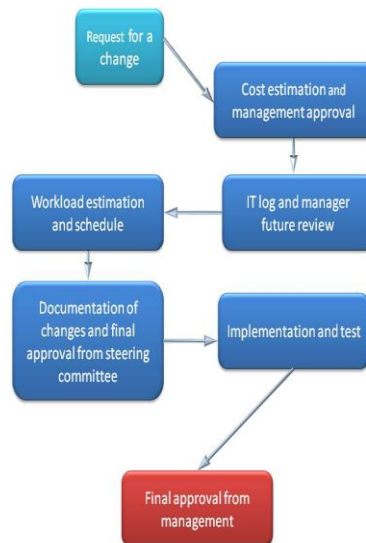 Request for a
change
Cost estimation and
management approval
IT log and manager
future review
Workload estimation
and schedule
Documentation of
changes and final
approval from steering
committee
Implementation and test
Final approval from
management